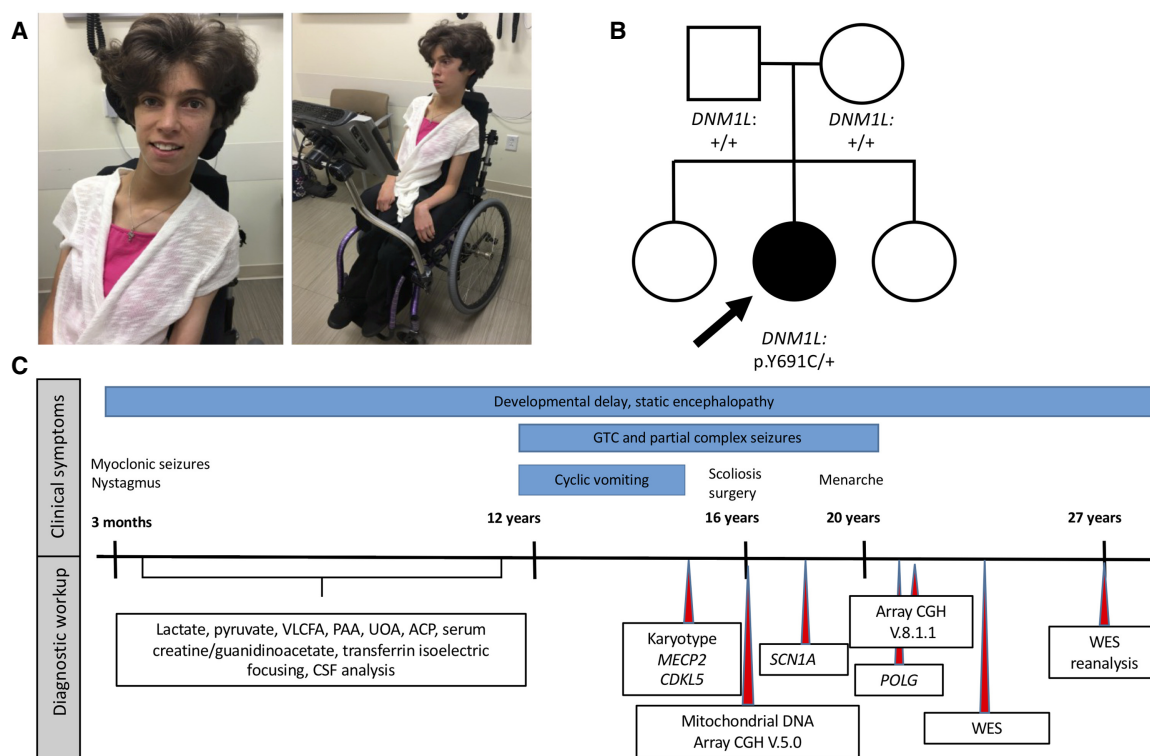 A
B
DNM1L:
+/+
DNM1L:
+/+
DNM1L:
p.Y691C/+
C
Clinical symptoms
Developmental delay, static encephalopathy
GTC and partial complex seizures
Myoclonic seizures
Nystagmus
Cyclic vomiting
Scoliosis
surgery
Menarche
3 months
12 years
16 years
20 years
27 years
Diagnostic workup
Lactate, pyruvate, VLCFA, PAA, UOA, ACP, serum
creatine/guanidinoacetate, transferrin isoelectric
focusing, CSF analysis
Karyotype
MECP2
CDKL5
Mitochondrial DNA
Array CGH V.5.0
SCN1A
Array CGH
V.8.1.1
POLG
WES
WES
reanalysis